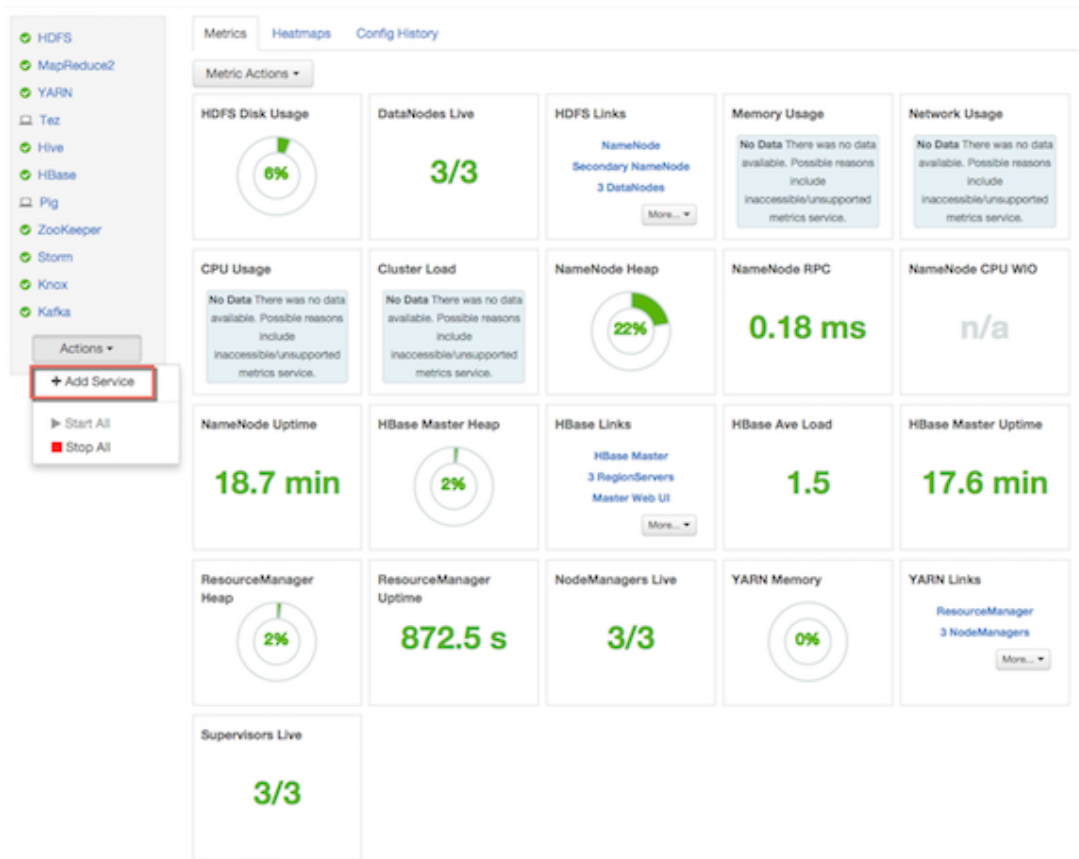 HDFS
MapReduce2
YARN
Tez
Hive
HBase
Pig
ZooKeeper
Storm
Knox
Kafka
Actions
+ Add Service
Start All
Stop All
Metrics
Heatmaps
Config History
Metric Actions
HDFS Disk Usage
6%
DataNodes Live
3/3
HDFS Links
NameNode
Secondary NameNode
3 DataNodes
More...
Memory Usage
No Data There was no data
available. Possible reasons
include
inaccessible/unsupported
metrics service.
Network Usage
No Data There was no data
available. Possible reasons
include
inaccessible/unsupported
metrics service.
CPU Usage
No Data There was no data
available. Possible reasons
include
inaccessible/unsupported
metrics service.
Cluster Load
No Data There was no data
available. Possible reasons
include
inaccessible/unsupported
metrics service.
NameNode Heap
22%
NameNode RPC
0.18 ms
NameNode CPU WIO
n/a
NameNode Uptime
18.7 min
HBase Master Heap
2%
HBase Links
HBase Master
3 RegionServers
Master Web UI
More...
HBase Ave Load
1.5
HBase Master Uptime
17.6 min
ResourceManager
Heap
2%
ResourceManager
Uptime
872.5 s
NodeManagers Live
3/3
YARN Memory
0%
YARN Links
ResourceManager
3 NodeManagers
More...
Supervisors Live
3/3